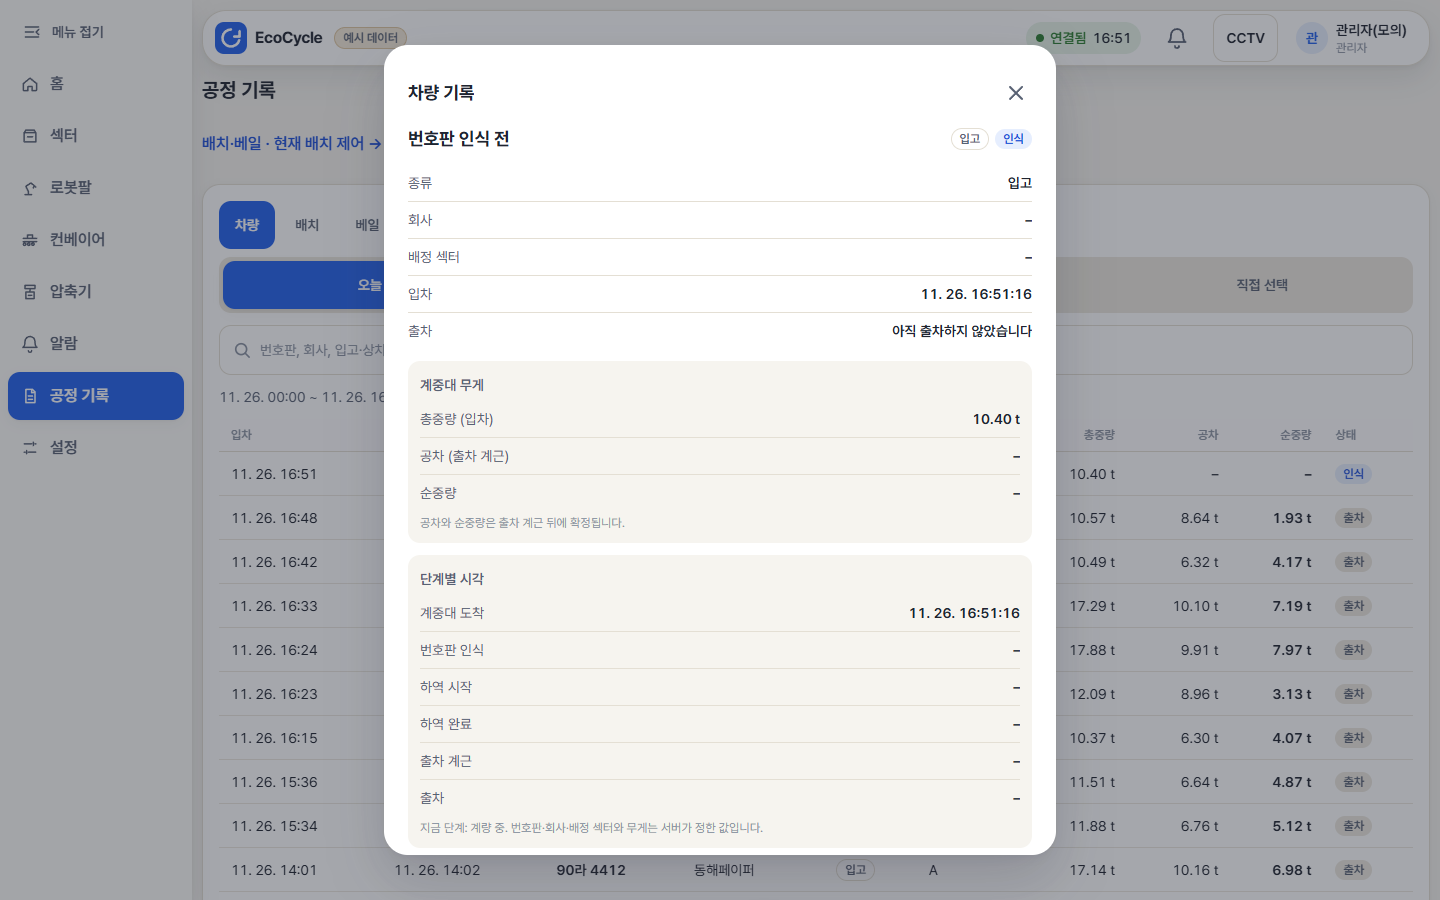 메뉴 접기
홈
섹터
로봇팔
컨베이어
압축기
알람
공정 기록
설정
EcoCycle 예시 데이터
연결됨 16:51
CCTV
관 관리자(모의)
관리자
공정 기록
배치·베일 · 현재 배치 제어 →
차량 배치 베일
오늘 직접 선택
번호판, 회사, 입고·상차
11. 26. 00:00 ~ 11. 26. 16
입차 총중량 공차 순중량 상태
11. 26. 16:51 10.40 t – – 인식
11. 26. 16:48 10.57 t 8.64 t 1.93 t 출차
11. 26. 16:42 10.49 t 6.32 t 4.17 t 출차
11. 26. 16:33 17.29 t 10.10 t 7.19 t 출차
11. 26. 16:24 17.88 t 9.91 t 7.97 t 출차
11. 26. 16:23 12.09 t 8.96 t 3.13 t 출차
11. 26. 16:15 10.37 t 6.30 t 4.07 t 출차
11. 26. 15:36 11.51 t 6.64 t 4.87 t 출차
11. 26. 15:34 11.88 t 6.76 t 5.12 t 출차
11. 26. 14:01 11. 26. 14:02 90라 4412 동해페이퍼 입고 A 17.14 t 10.16 t 6.98 t 출차
차량 기록
번호판 인식 전 입고 인식
종류 입고
회사 –
배정 섹터 –
입차 11. 26. 16:51:16
출차 아직 출차하지 않았습니다
계중대 무게
총중량 (입차) 10.40 t
공차 (출차 계근) –
순중량 –
공차와 순중량은 출차 계근 뒤에 확정됩니다.
단계별 시각
계중대 도착 11. 26. 16:51:16
번호판 인식 –
하역 시작 –
하역 완료 –
출차 계근 –
출차 –
지금 단계: 계량 중. 번호판·회사·배정 섹터와 무게는 서버가 정한 값입니다.